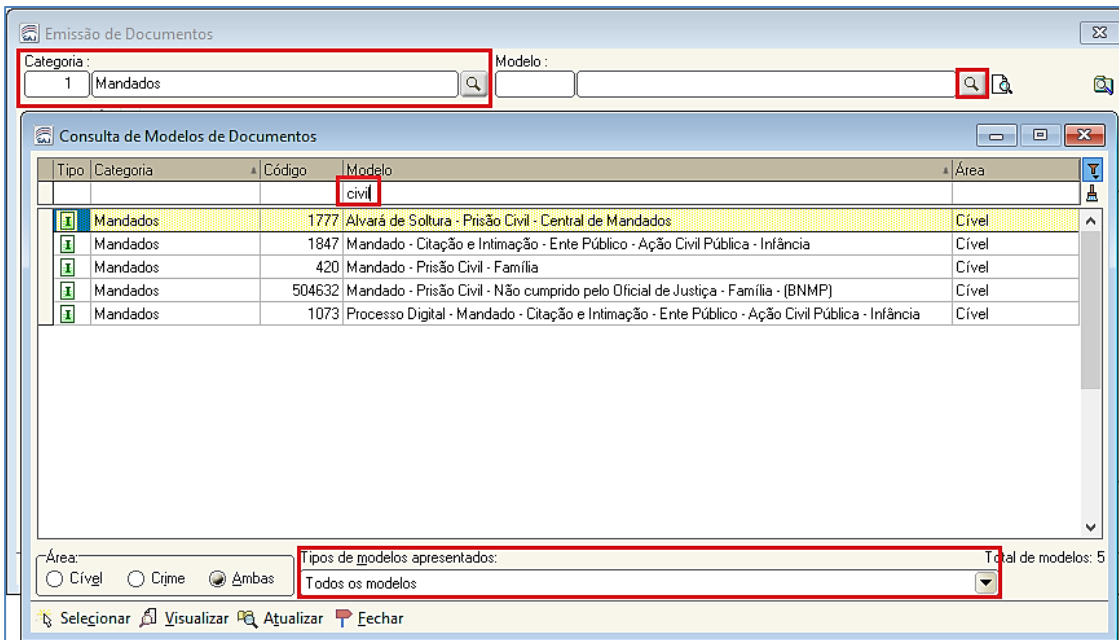 Emissão de Documentos
Categoria : Modelo :
1 Mandados
Consulta de Modelos de Documentos
Tipo Categoria Código Modelo Área
civil
Mandados 1777 Alvará de Soltura - Prisão Civil - Central de Mandados Cível
Mandados 1847 Mandado - Citação e Intimação - Ente Público - Ação Civil Pública - Infância Cível
Mandados 420 Mandado - Prisão Civil - Família Cível
Mandados 504632 Mandado - Prisão Civil - Não cumprido pelo Oficial de Justiça - Família - (BNMP) Cível
Mandados 1073 Processo Digital - Mandado - Citação e Intimação - Ente Público - Ação Civil Pública - Infância Cível
Área: Tipos de modelos apresentados: Total de modelos: 5
Cível Crime Ambas Todos os modelos
Selecionar Visualizar Atualizar Fechar